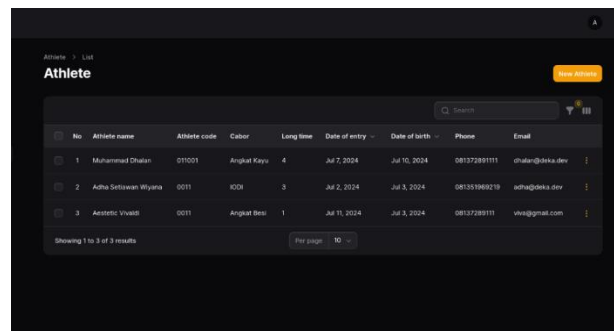 A
Athlete > List
Athlete
New Athlete
Search
0
No Athlete name Athlete code Cabor Long time Date of entry Date of birth Phone Email
1 Muhammad Dhalan 011001 Angkat Kayu 4 Jul 7, 2024 Jul 10, 2024 081372891111 dhalan@deka.dev
2 Adha Setiawan Wiyana 0011 IODI 3 Jul 2, 2024 Jul 3, 2024 081351969219 adha@deka.dev
3 Aestetic Vivaldi 0011 Angkat Besi 1 Jul 11, 2024 Jul 3, 2024 08137289111 viva@gmail.com
Showing 1 to 3 of 3 results
Per page 10